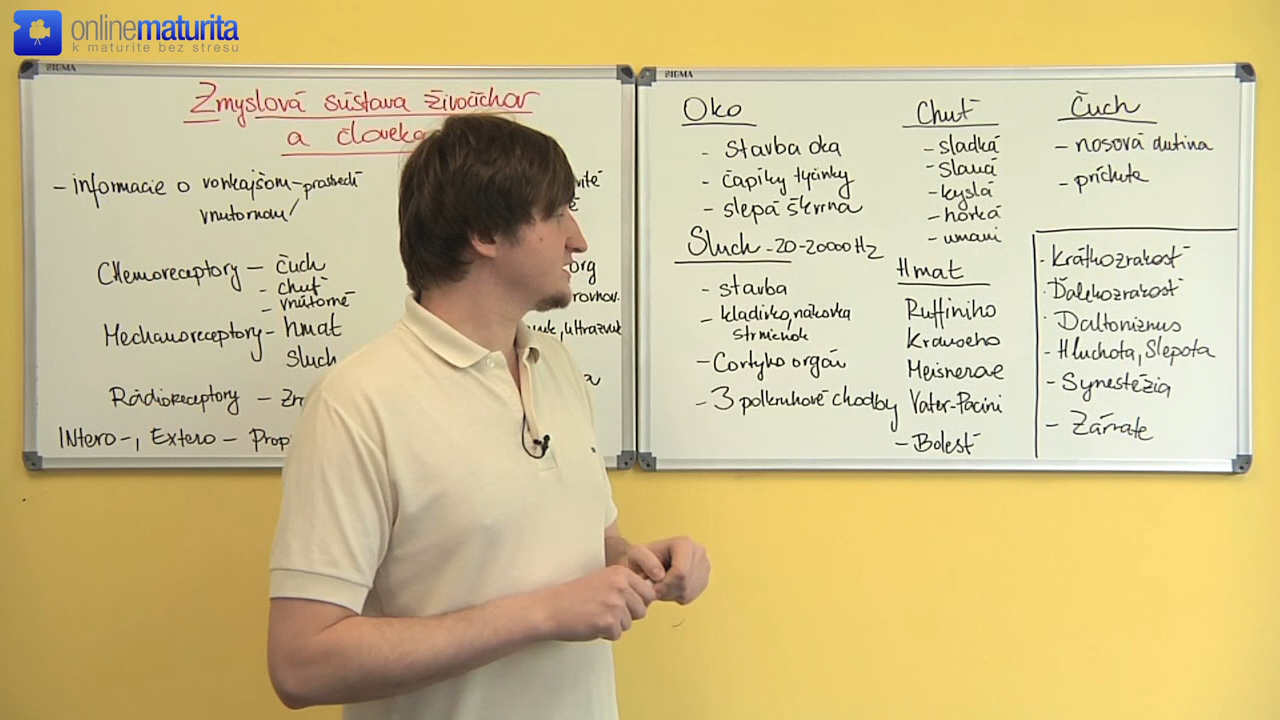 onlinematurita
k maturite bez stresu
SIGMA
Zmyslová sústava živočíchov
a človeka
- informacie o vonkajšom - prostredí
vnútornom
Chemoreceptory - čuch
- chuť
- vnútorné
Mechanoreceptory - hmat
Sluch
Rádioreceptory -
Intero-, Extero-
SIGMA
Oko
- stavba oka
- čapíky tyčinky
- slepá škvrna
Sluch - 20-20000 Hz
- stavba
- kladivko, nákovka
strmienok
- Cortyho orgán
- 3 polkruhové chodby
Chuť
- sladká
- slaná
- kyslá
- horká
- umami
Hmat
Ruffiniho
Krauseho
Meisnerove
Vater-Pacini
- Bolesť
Čuch
- nosová dutina
- príchute
- Krátkozrakosť
- Ďalekozrakosť
- Daltonizmus
- Hluchota, Slepota
- Synestézia
- Závrate